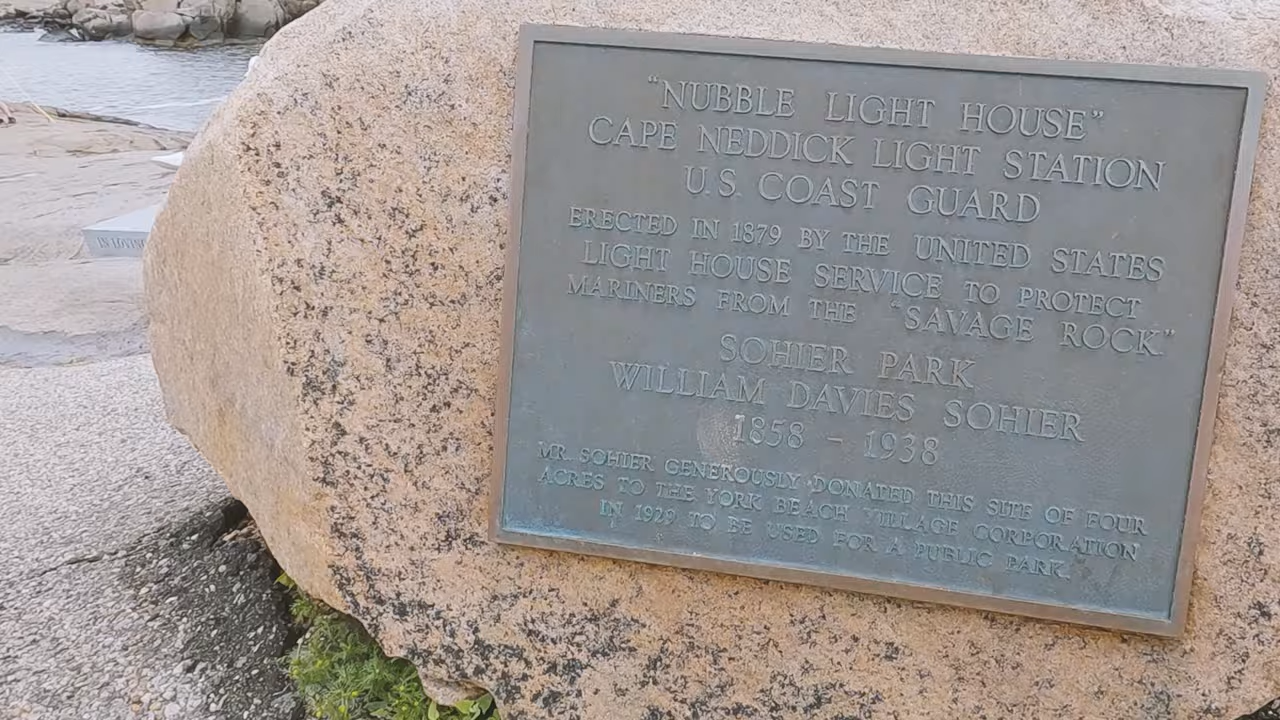 IN LOVING
"NUBBLE LIGHT HOUSE"
CAPE NEDDICK LIGHT STATION
U.S. COAST GUARD
ERECTED IN 1879 BY THE UNITED STATES
LIGHT HOUSE SERVICE TO PROTECT
MARINERS FROM THE "SAVAGE ROCK"
SOHIER PARK
WILLIAM DAVIES SOHIER
1858 - 1938
MR. SOHIER GENEROUSLY DONATED THIS SITE OF FOUR
ACRES TO THE YORK BEACH VILLAGE CORPORATION
IN 1929 TO BE USED FOR A PUBLIC PARK.